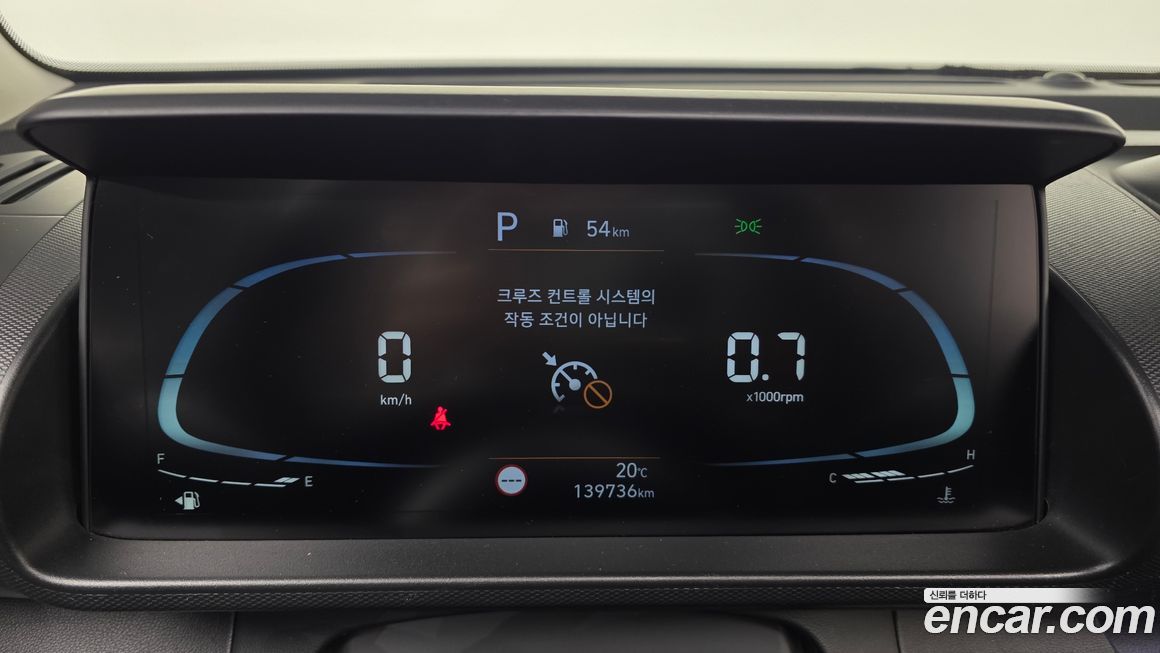 P 54km
크루즈 컨트롤 시스템의
작동 조건이 아닙니다
0
km/h
0.7
x1000rpm
F
E
---
20℃
139736km
C
H
신뢰를 더하다
encar.com